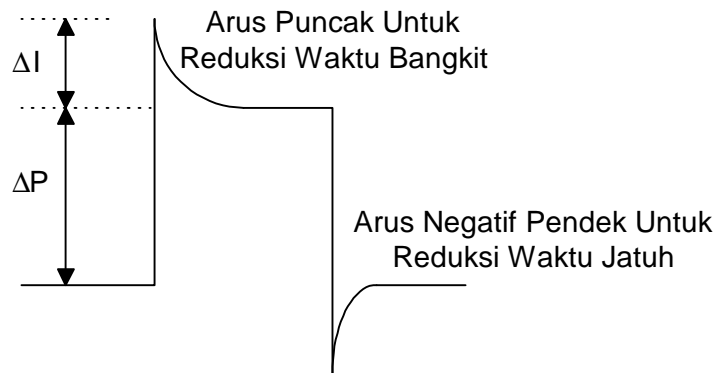 Arus Puncak Untuk
Reduksi Waktu Bangkit
ΔI
ΔP
Arus Negatif Pendek Untuk
Reduksi Waktu Jatuh